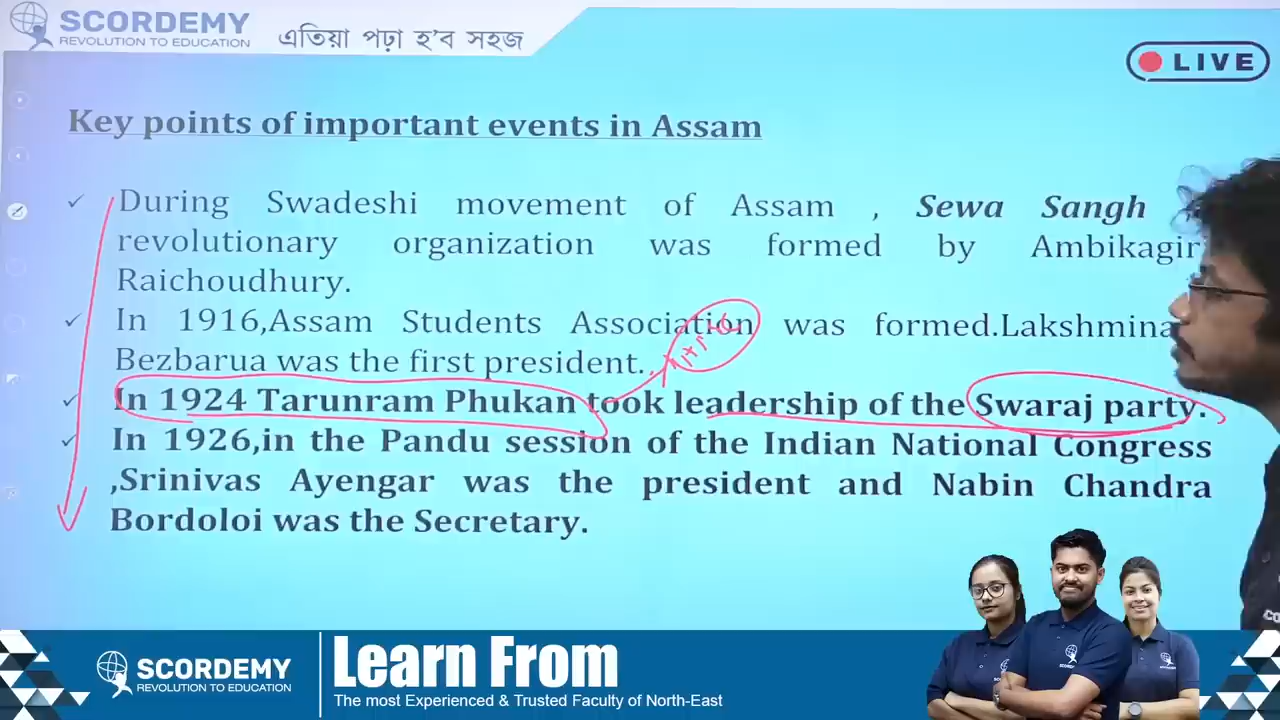 SCORDEMY
REVOLUTION TO EDUCATION
এতিয়া পঢ়া হ'ব সহজ
LIVE
Key points of important events in Assam
During Swadeshi movement of Assam , Sewa Sangh
revolutionary organization was formed by Ambikagir
Raichoudhury.
In 1916,Assam Students Association was formed.Lakshmina
Bezbarua was the first president.
In 1924 Tarunram Phukan took leadership of the Swaraj party.
In 1926,in the Pandu session of the Indian National Congress
,Srinivas Ayengar was the president and Nabin Chandra
Bordoloi was the Secretary.
SCORDEMY
REVOLUTION TO EDUCATION
Learn From
The most Experienced & Trusted Faculty of North-East